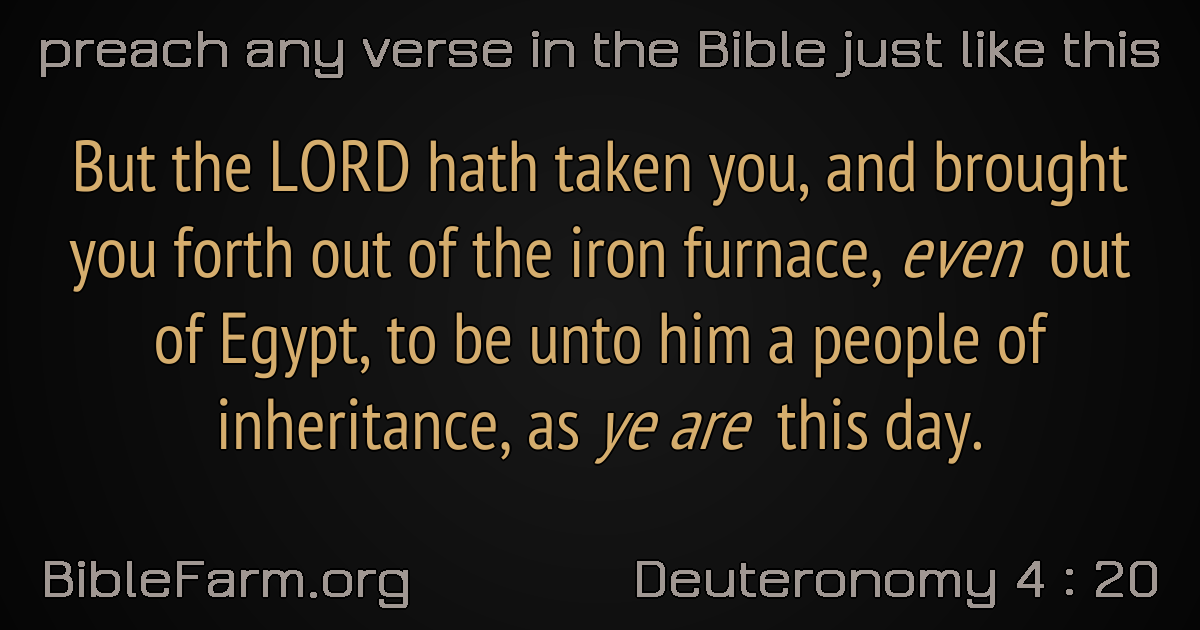 preach any verse in the Bible just like this
But the LORD hath taken you, and brought
you forth out of the iron furnace, even out
of Egypt, to be unto him a people of
inheritance, as ye are this day.
BibleFarm.org
Deuteronomy 4 : 20